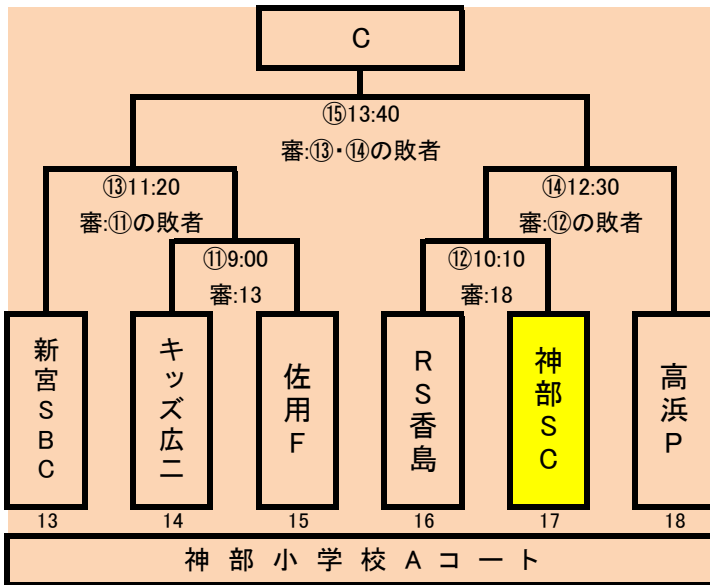 C
⑮13:40
審:⑬・⑭の敗者
⑬11:20
審:⑪の敗者
⑭12:30
審:⑫の敗者
⑪9:00
審:13
⑫10:10
審:18
新宮SBC
キッズ広二
佐用F
RS香島
神部SC
高浜P
13
14
15
16
17
18
神部小学校Aコート